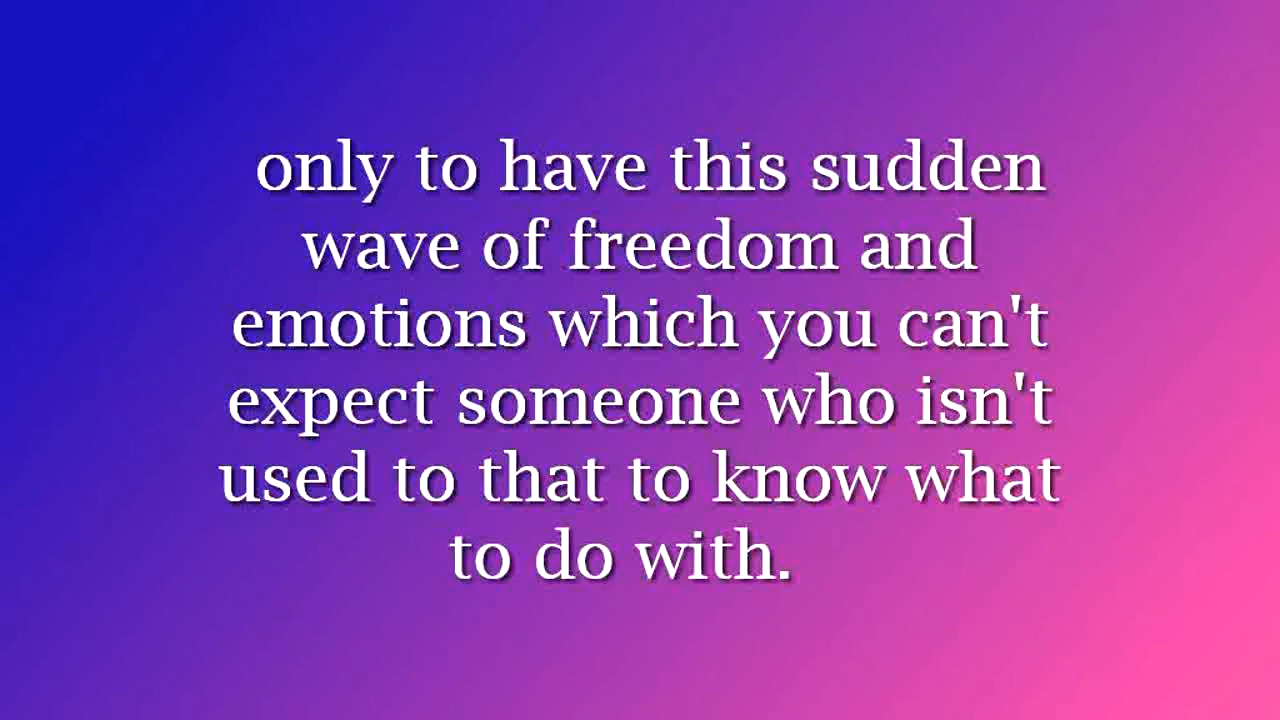 only to have this sudden
wave of freedom and
emotions which you can't
expect someone who isn't
used to that to know what
to do with.